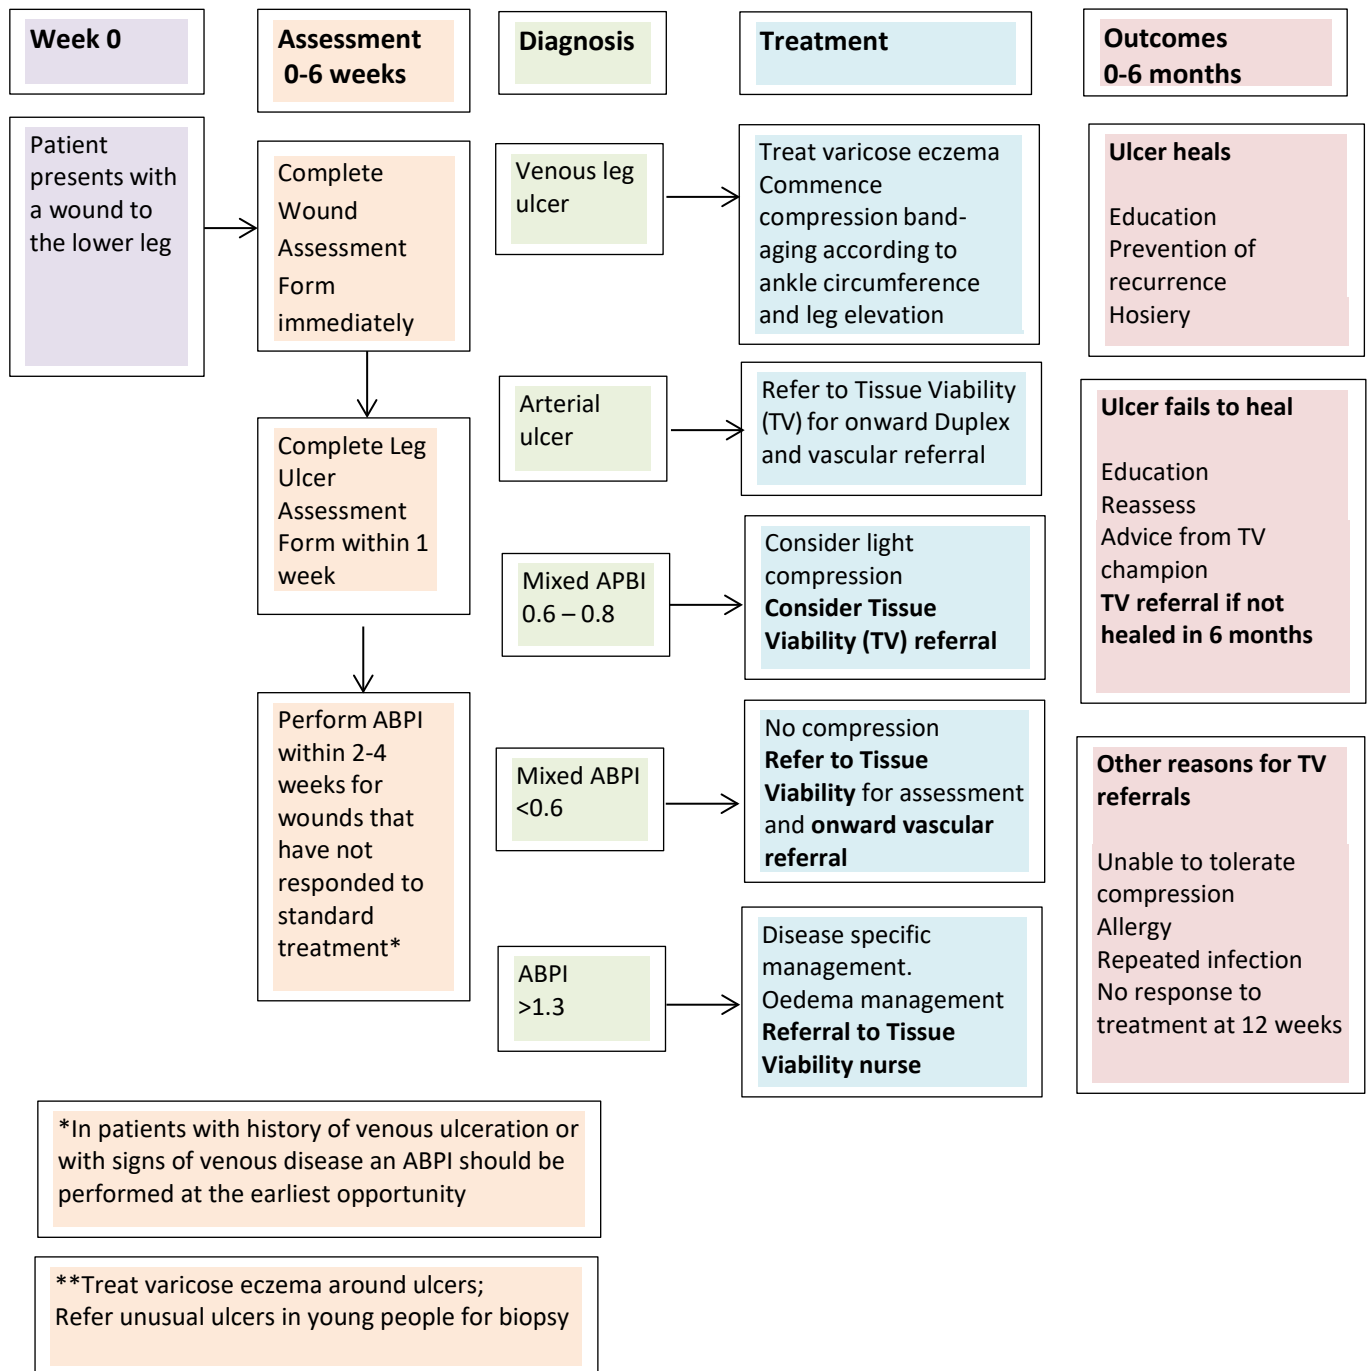 Week 0
Assessment
0-6 weeks
Diagnosis
Treatment
Outcomes
0-6 months
Patient
presents with
a wound to
the lower leg
Complete
Wound
Assessment
Form
immediately
Complete Leg
Ulcer
Assessment
Form within 1
week
Perform ABPI
within 2-4
weeks for
wounds that
have not
responded to
standard
treatment*
Venous leg
ulcer
Treat varicose eczema
Commence
compression band-
aging according to
ankle circumference
and leg elevation
Arterial
ulcer
Refer to Tissue Viability
(TV) for onward Duplex
and vascular referral
Mixed APBI
0.6 – 0.8
Consider light
compression
Consider Tissue
Viability (TV) referral
Mixed ABPI
<0.6
No compression
Refer to Tissue
Viability for assessment
and onward vascular
referral
ABPI
>1.3
Disease specific
management.
Oedema management
Referral to Tissue
Viability nurse
Ulcer heals
Education
Prevention of
recurrence
Hosiery
Ulcer fails to heal
Education
Reassess
Advice from TV
champion
TV referral if not
healed in 6 months
Other reasons for TV
referrals
Unable to tolerate
compression
Allergy
Repeated infection
No response to
treatment at 12 weeks
*In patients with history of venous ulceration or
with signs of venous disease an ABPI should be
performed at the earliest opportunity
**Treat varicose eczema around ulcers;
Refer unusual ulcers in young people for biopsy